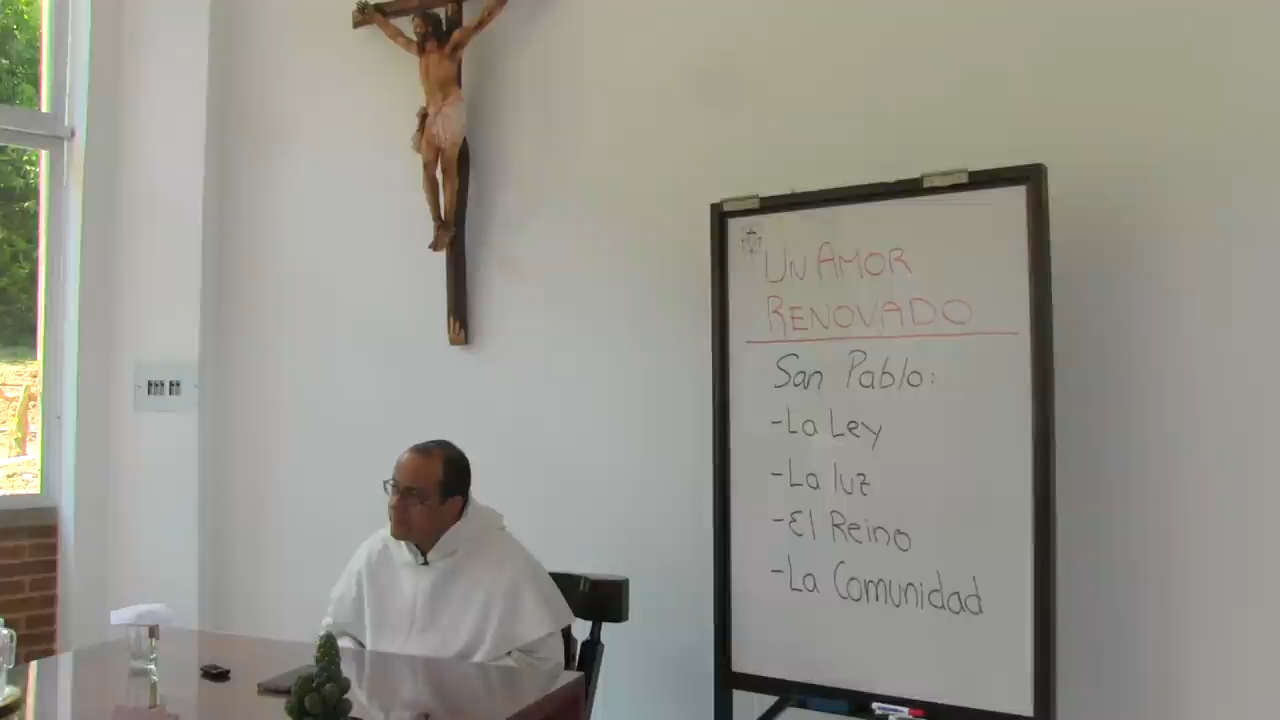 UN AMOR
RENOVADO
San Pablo:
-La Ley
-La luz
-El Reino
-La Comunidad